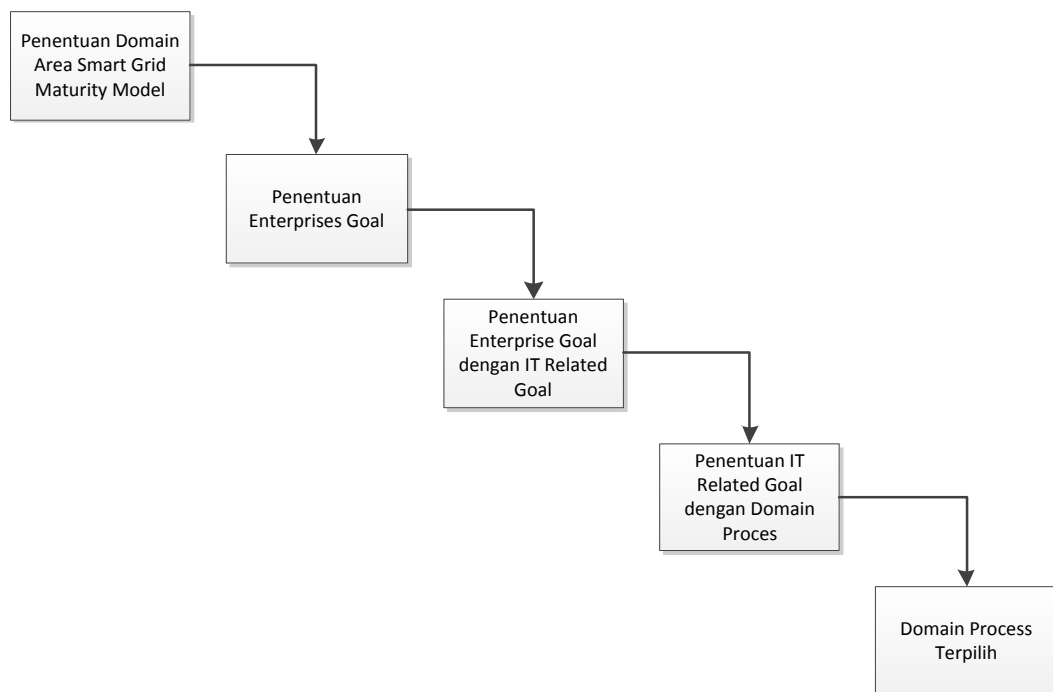 Penentuan Domain
Area Smart Grid
Maturity Model
Penentuan
Enterprises Goal
Penentuan
Enterprise Goal
dengan IT Related
Goal
Penentuan IT
Related Goal
dengan Domain
Proces
Domain Process
Terpilih